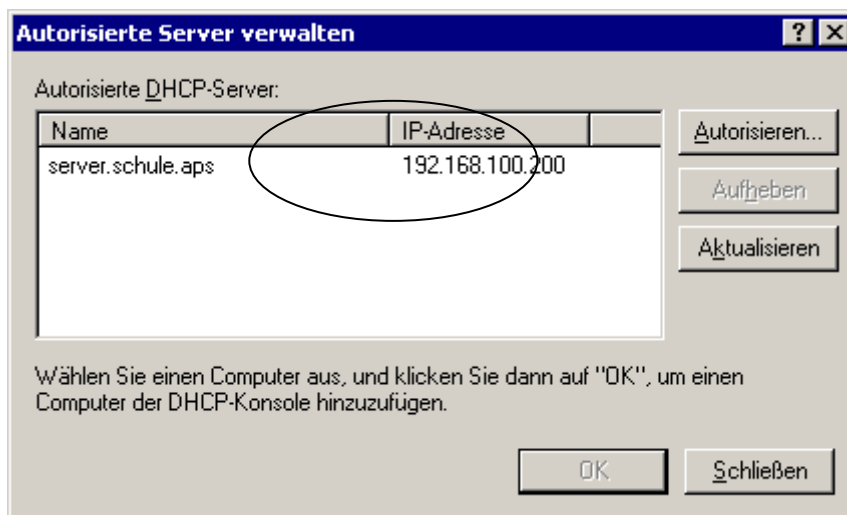 Autorisierte Server verwalten
Autorisierte DHCP-Server:
Name IP-Adresse
server.schule.aps 192.168.100.200
Autorisieren...
Aufheben
Aktualisieren
Wählen Sie einen Computer aus, und klicken Sie dann auf "OK", um einen
Computer der DHCP-Konsole hinzuzufügen.
OK Schließen